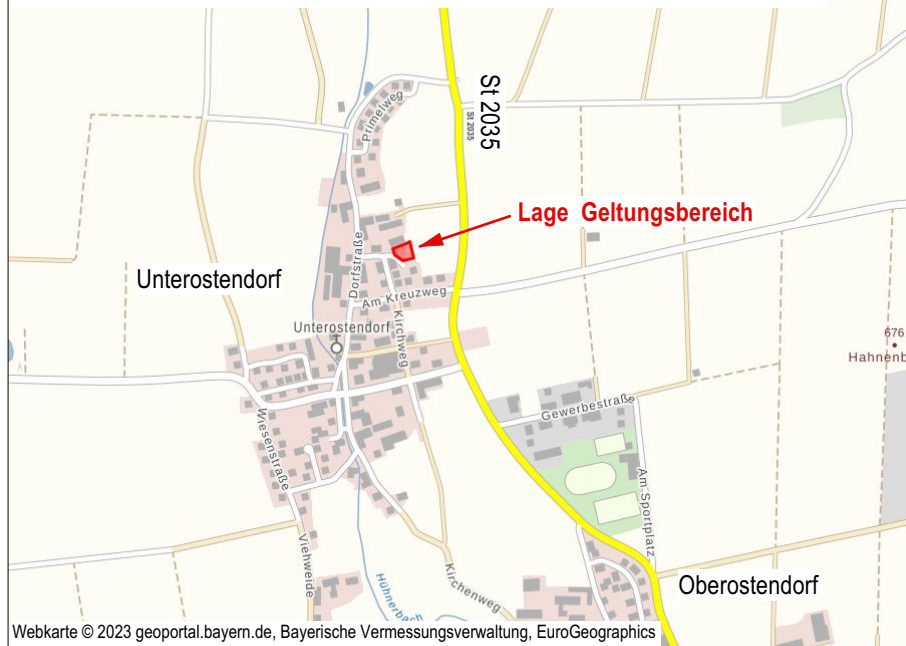 Primelweg
St 2035
St 2035
Lage Geltungsbereich
Dorfstraße
Unterostendorf
Am Kreuzweg
Kirchweg
Unterostendorf
676
Hahnenb
Gewerbestraße
Wiesenstraße
Am-Sportplatz
Viehweide
Kirchenweg
Hühnerbach
Oberostendorf
Webkarte © 2023 geoportal.bayern.de, Bayerische Vermessungsverwaltung, EuroGeographics